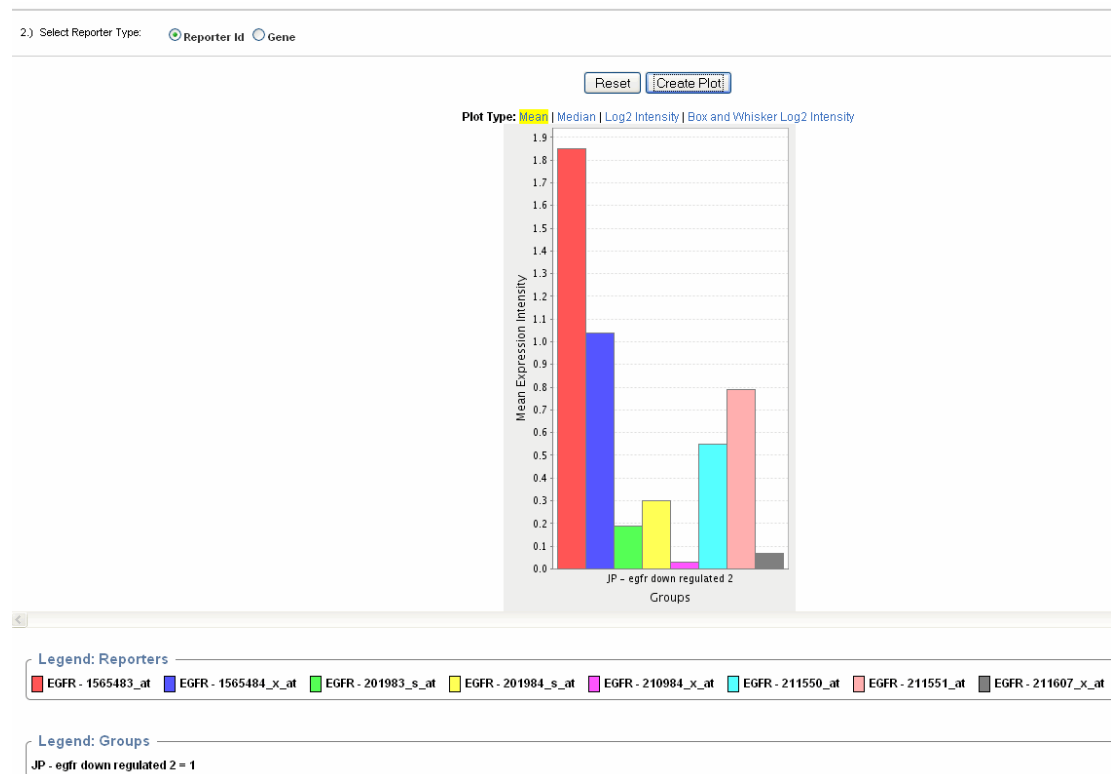 2.) Select Reporter Type: Reporter Id Gene
Reset Create Plot
Plot Type: Mean | Median | Log2 Intensity | Box and Whisker Log2 Intensity
1.9
1.8
1.7
1.6
1.5
1.4
1.3
1.2
1.1
1.0
0.9
0.8
0.7
0.6
0.5
0.4
0.3
0.2
0.1
0.0
Mean Expression Intensity
JP - egfr down regulated 2
Groups
Legend: Reporters
EGFR - 1565483_at EGFR - 1565484_x_at EGFR - 201983_s_at EGFR - 201984_s_at EGFR - 210984_x_at EGFR - 211550_at EGFR - 211551_at EGFR - 211607_x_at
Legend: Groups
JP - egfr down regulated 2 = 1